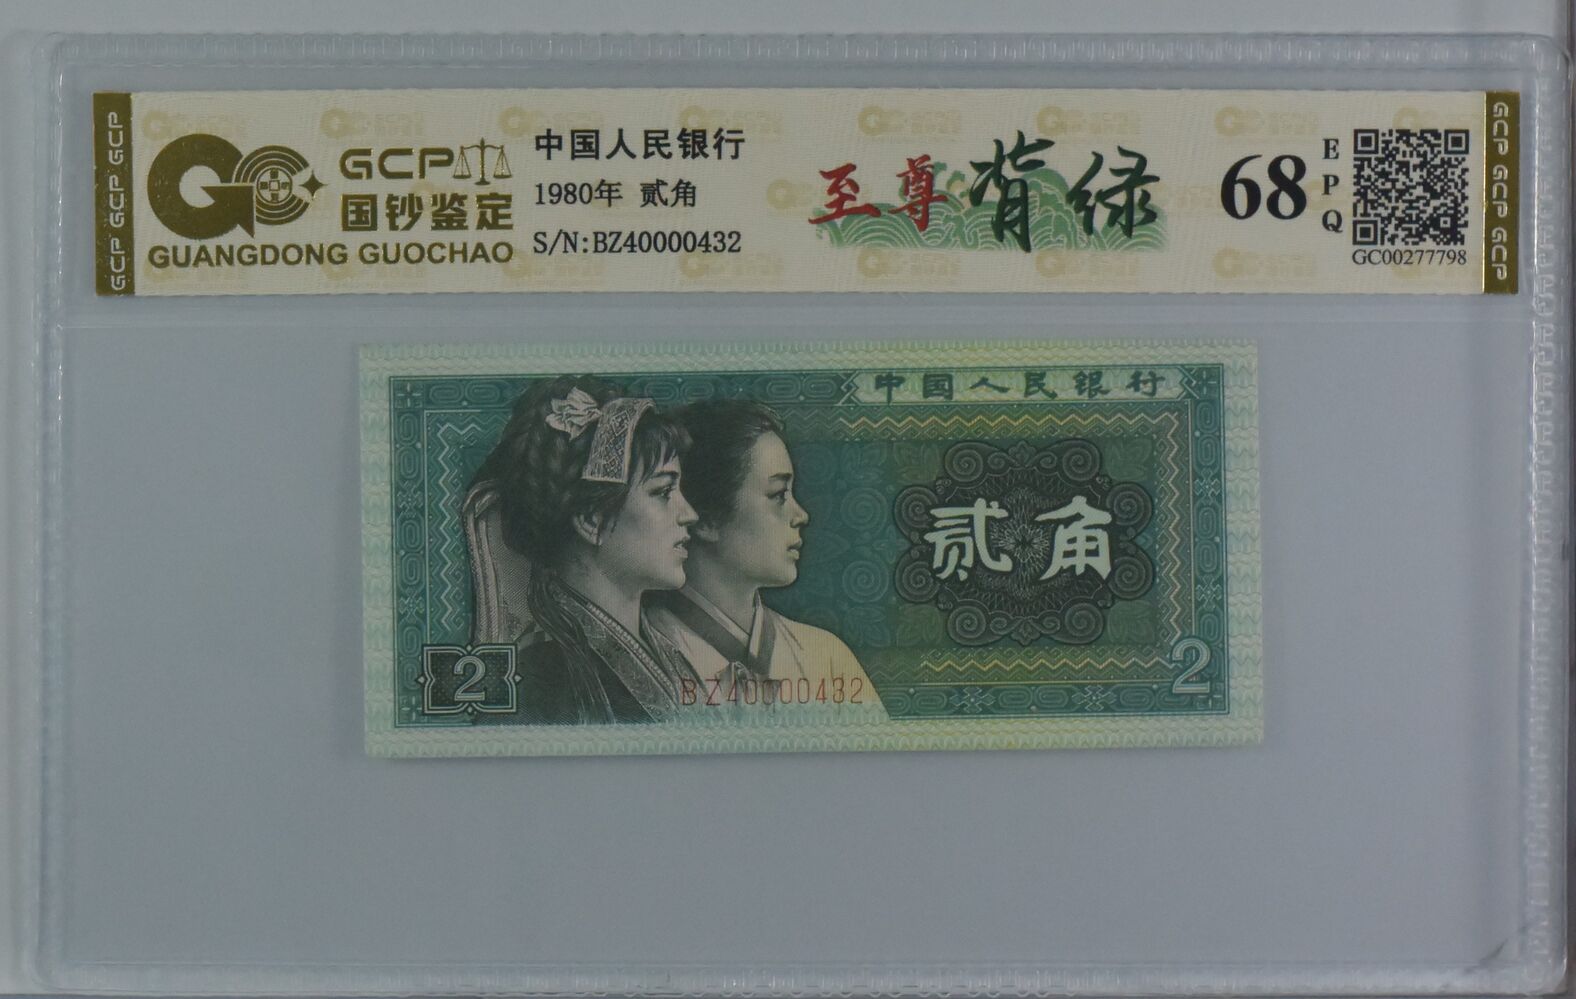 GCP GCP GCP
GCP
国钞鉴定
GUANGDONG GUOCHAO
中国人民银行
1980年 贰角
S/N:BZ40000432
至尊背绿
68
EPQ
GC00277798
GCP GCP GCP
中国人民银行
贰角
2
BZ40000432
2